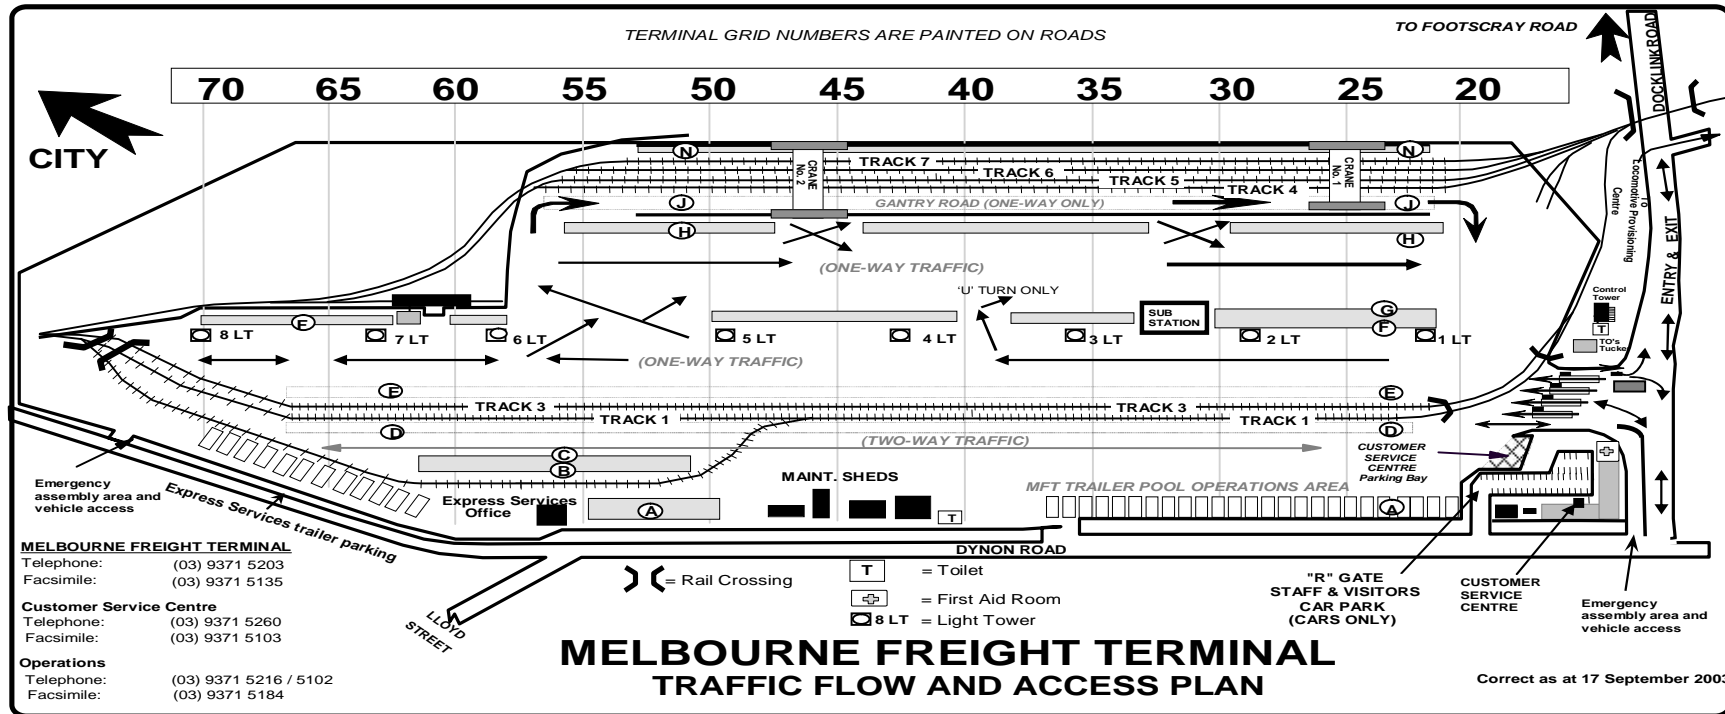 TERMINAL GRID NUMBERS ARE PAINTED ON ROADS
TO FOOTSCRAY ROAD
DOCKLINK ROAD
70 65 60 55 50 45 40 35 30 25 20
CITY
N
N
TRACK 7
TRACK 6
TRACK 5
TRACK 4
CRANE
No. 2
CRANE
No. 1
J
GANTRY ROAD (ONE-WAY ONLY)
J
H
H
(ONE-WAY TRAFFIC)
TO
Locomotive Provisioning
Centre
ENTRY & EXIT
'U' TURN ONLY
SUB
STATION
G
F
F
Control
Tower
T
TO's
Tucker
8 LT
7 LT
6 LT
5 LT
4 LT
3 LT
2 LT
1 LT
(ONE-WAY TRAFFIC)
E
E
TRACK 3
TRACK 3
TRACK 1
TRACK 1
D
D
(TWO-WAY TRAFFIC)
C
B
CUSTOMER
SERVICE
CENTRE
Parking Bay
MAINT. SHEDS
MFT TRAILER POOL OPERATIONS AREA
Express Services
Office
A
T
A
Emergency
assembly area and
vehicle access
Express Services trailer parking
DYNON ROAD
LLOYD
STREET
MELBOURNE FREIGHT TERMINAL
Telephone: (03) 9371 5203
Facsimile: (03) 9371 5135
Customer Service Centre
Telephone: (03) 9371 5260
Facsimile: (03) 9371 5103
Operations
Telephone: (03) 9371 5216 / 5102
Facsimile: (03) 9371 5184
= Rail Crossing
T = Toilet
= First Aid Room
8 LT = Light Tower
"R" GATE
STAFF & VISITORS
CAR PARK
(CARS ONLY)
CUSTOMER
SERVICE
CENTRE
Emergency
assembly area and
vehicle access
MELBOURNE FREIGHT TERMINAL
TRAFFIC FLOW AND ACCESS PLAN
Correct as at 17 September 2003